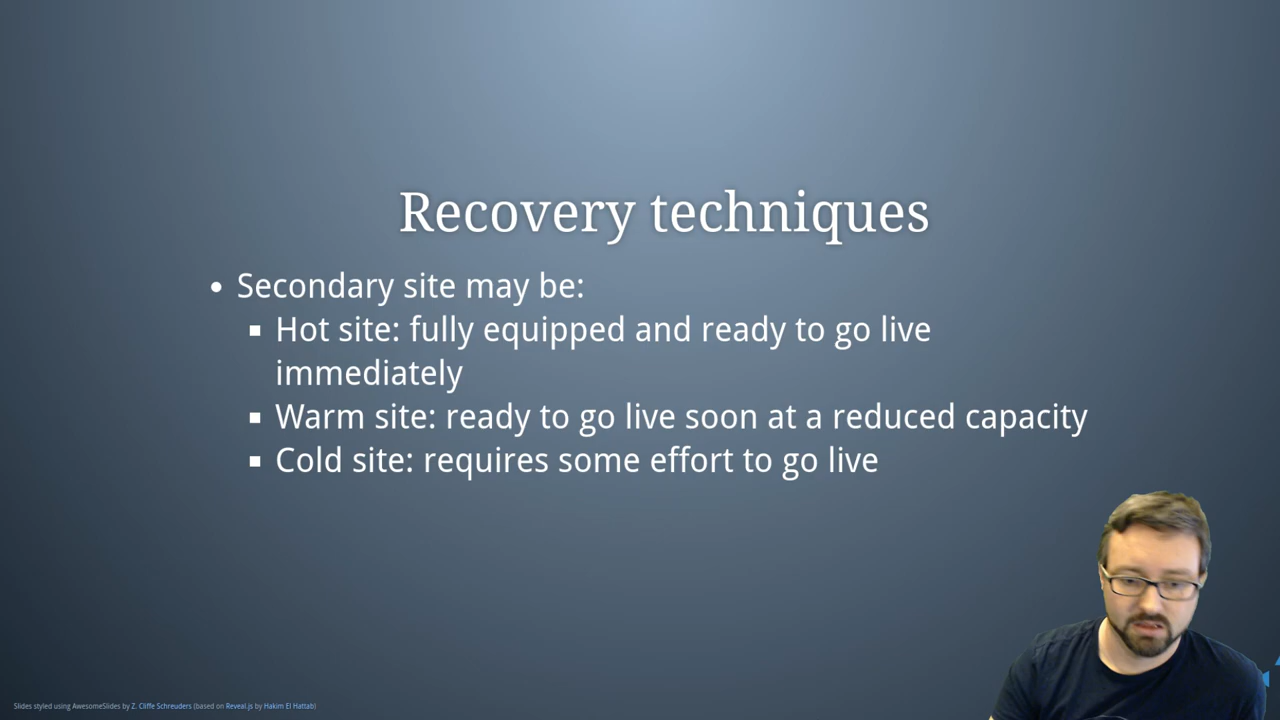 Recovery techniques
• Secondary site may be:
▪ Hot site: fully equipped and ready to go live
immediately
▪ Warm site: ready to go live soon at a reduced capacity
▪ Cold site: requires some effort to go live
Slides styled using AwesomeSlides by Z. Cliffe Schreuders (based on Reveal.js by Hakim El Hattab)